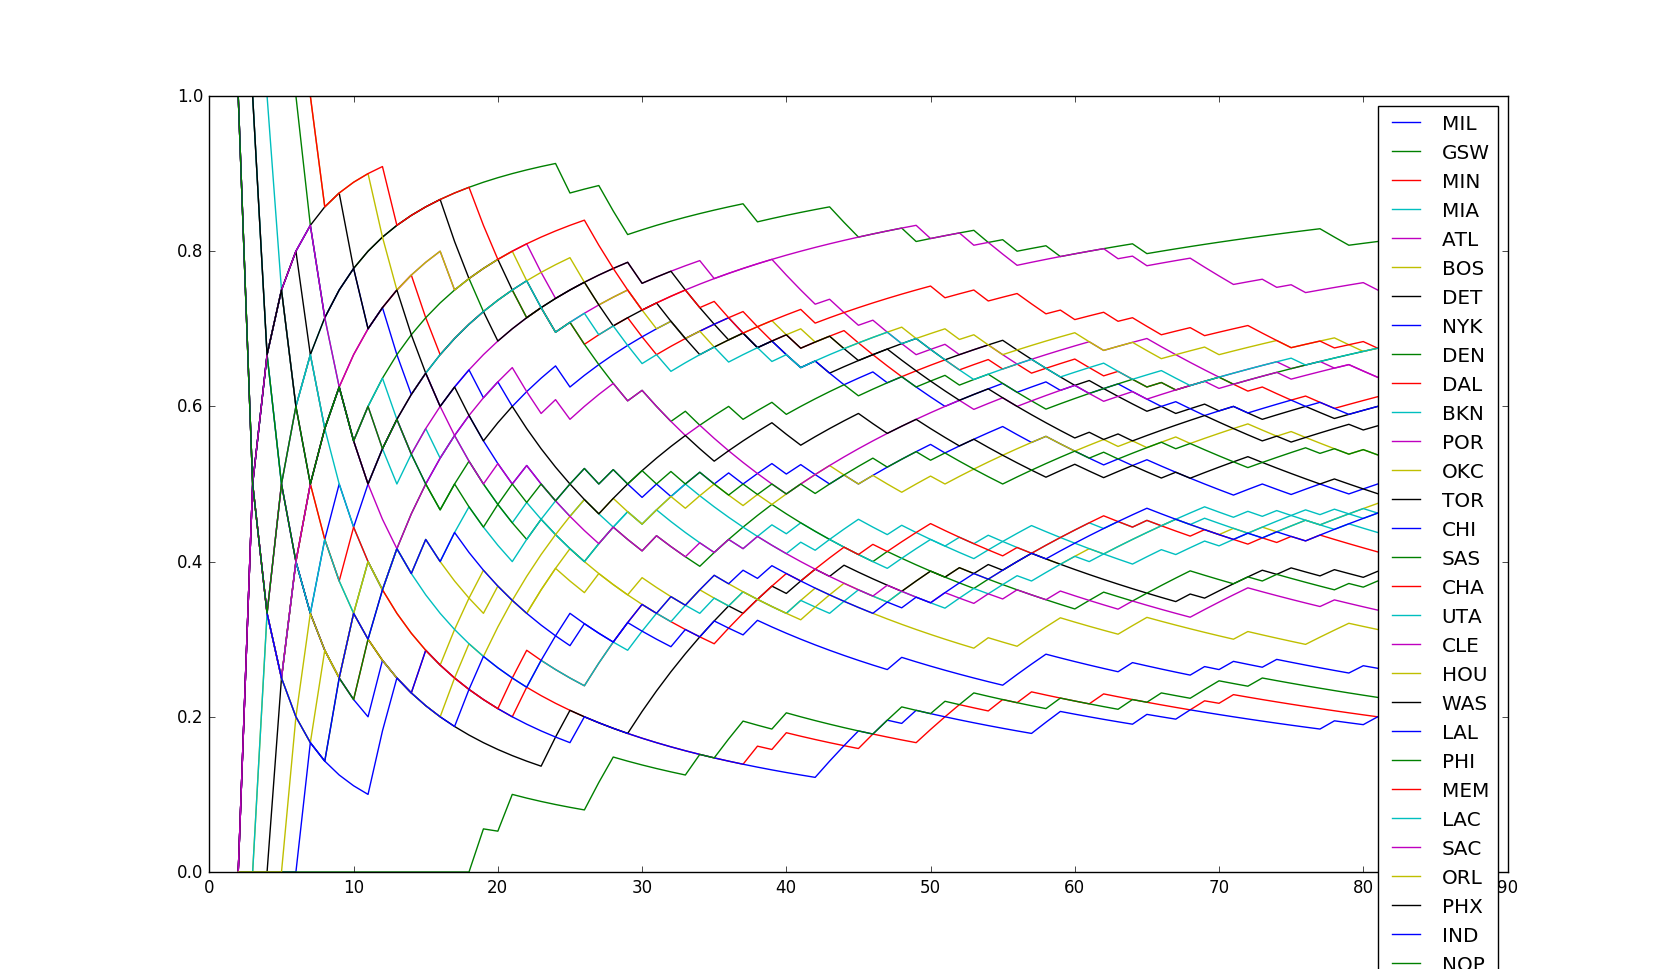 1.0
0.8
0.6
0.4
0.2
0.0
0 10 20 30 40 50 60 70 80 90
MIL
GSW
MIN
MIA
ATL
BOS
DET
NYK
DEN
DAL
BKN
POR
OKC
TOR
CHI
SAS
CHA
UTA
CLE
HOU
WAS
LAL
PHI
MEM
LAC
SAC
ORL
PHX
IND
NOP